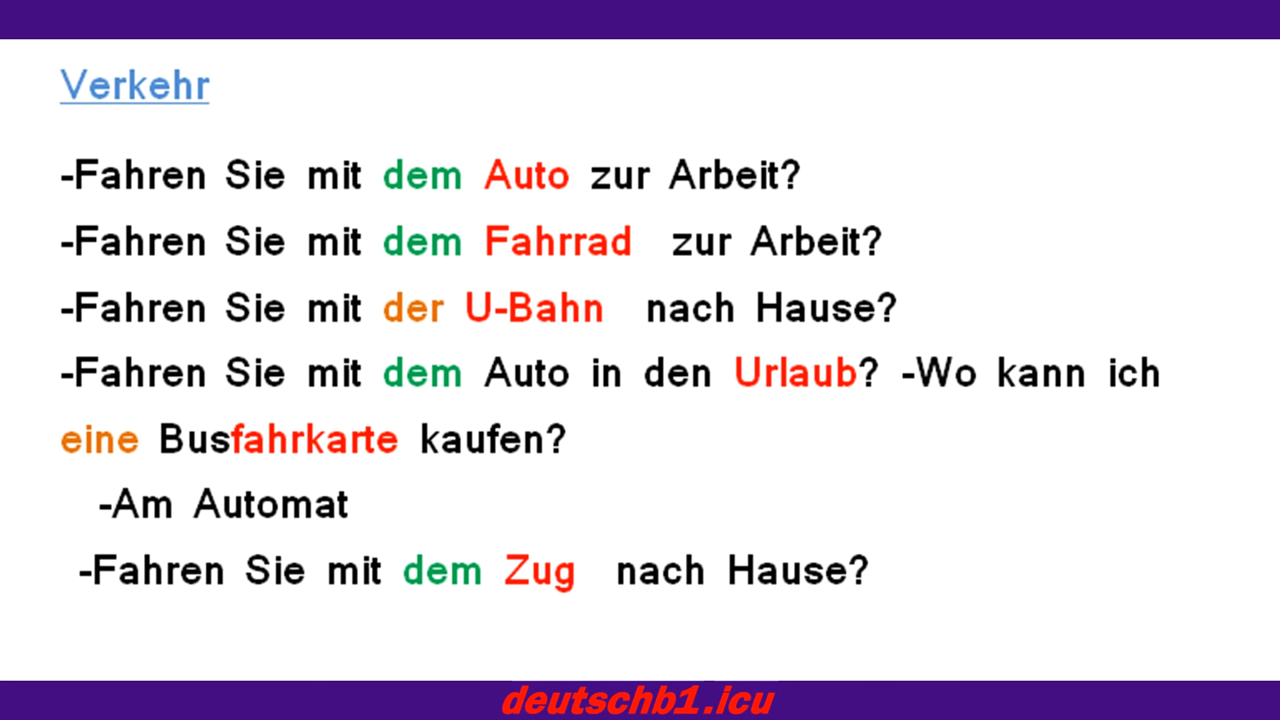 Verkehr
-Fahren Sie mit dem Auto zur Arbeit?
-Fahren Sie mit dem Fahrrad zur Arbeit?
-Fahren Sie mit der U-Bahn nach Hause?
-Fahren Sie mit dem Auto in den Urlaub? -Wo kann ich
eine Busfahrkarte kaufen?
-Am Automat
-Fahren Sie mit dem Zug nach Hause?
deutschb1.icu